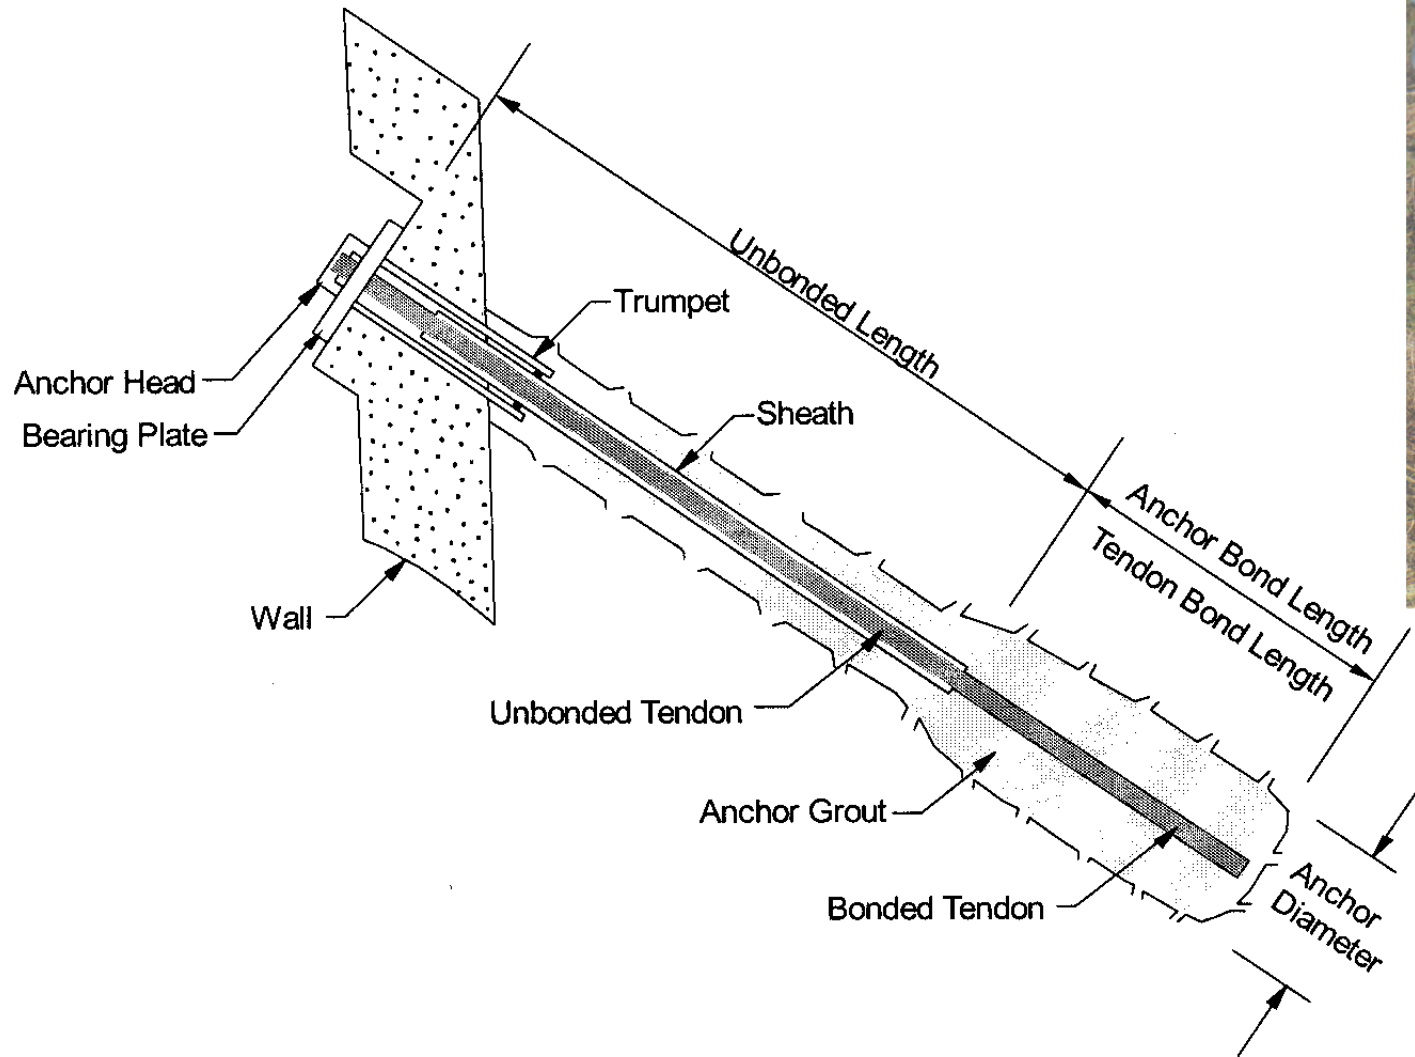 Unbonded Length
Trumpet
Anchor Head
Bearing Plate
Sheath
Anchor Bond Length
Tendon Bond Length
Wall
Unbonded Tendon
Anchor Grout
Bonded Tendon
Anchor
Diameter